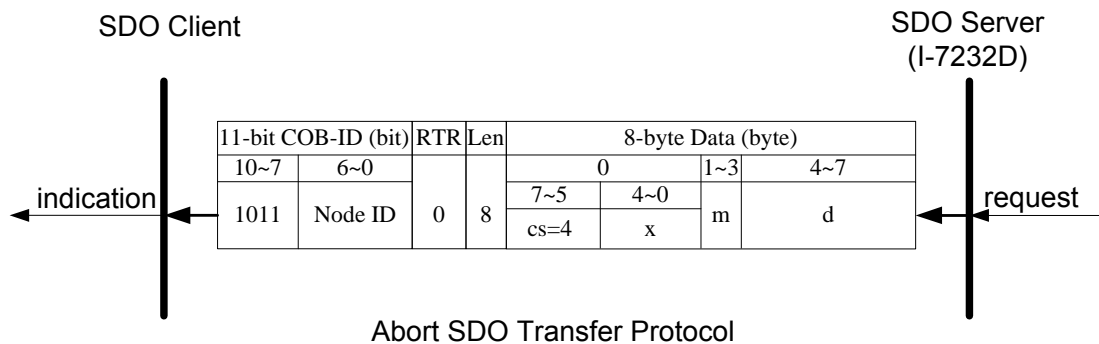 SDO Client
SDO Server
(I-7232D)
11-bit COB-ID (bit) RTR Len 8-byte Data (byte)
10~7 6~0 0 1~3 4~7
7~5 4~0
indication 1011 Node ID 0 8 m d request
cs=4 x
Abort SDO Transfer Protocol